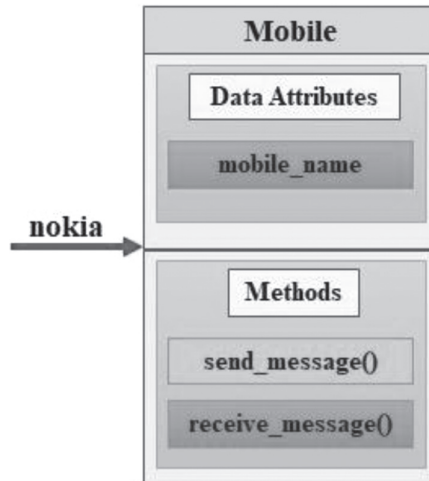 Mobile
Data Attributes
mobile_name
nokia
Methods
send_message()
receive_message()